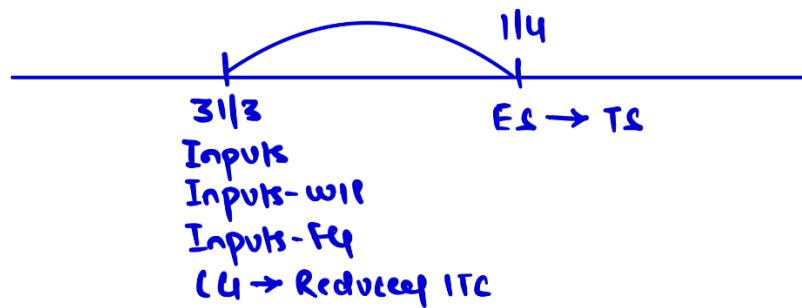 1/4
31/3
ES → TS
Inputs
Inputs-WIP
Inputs-FG
CG → Reduced ITC